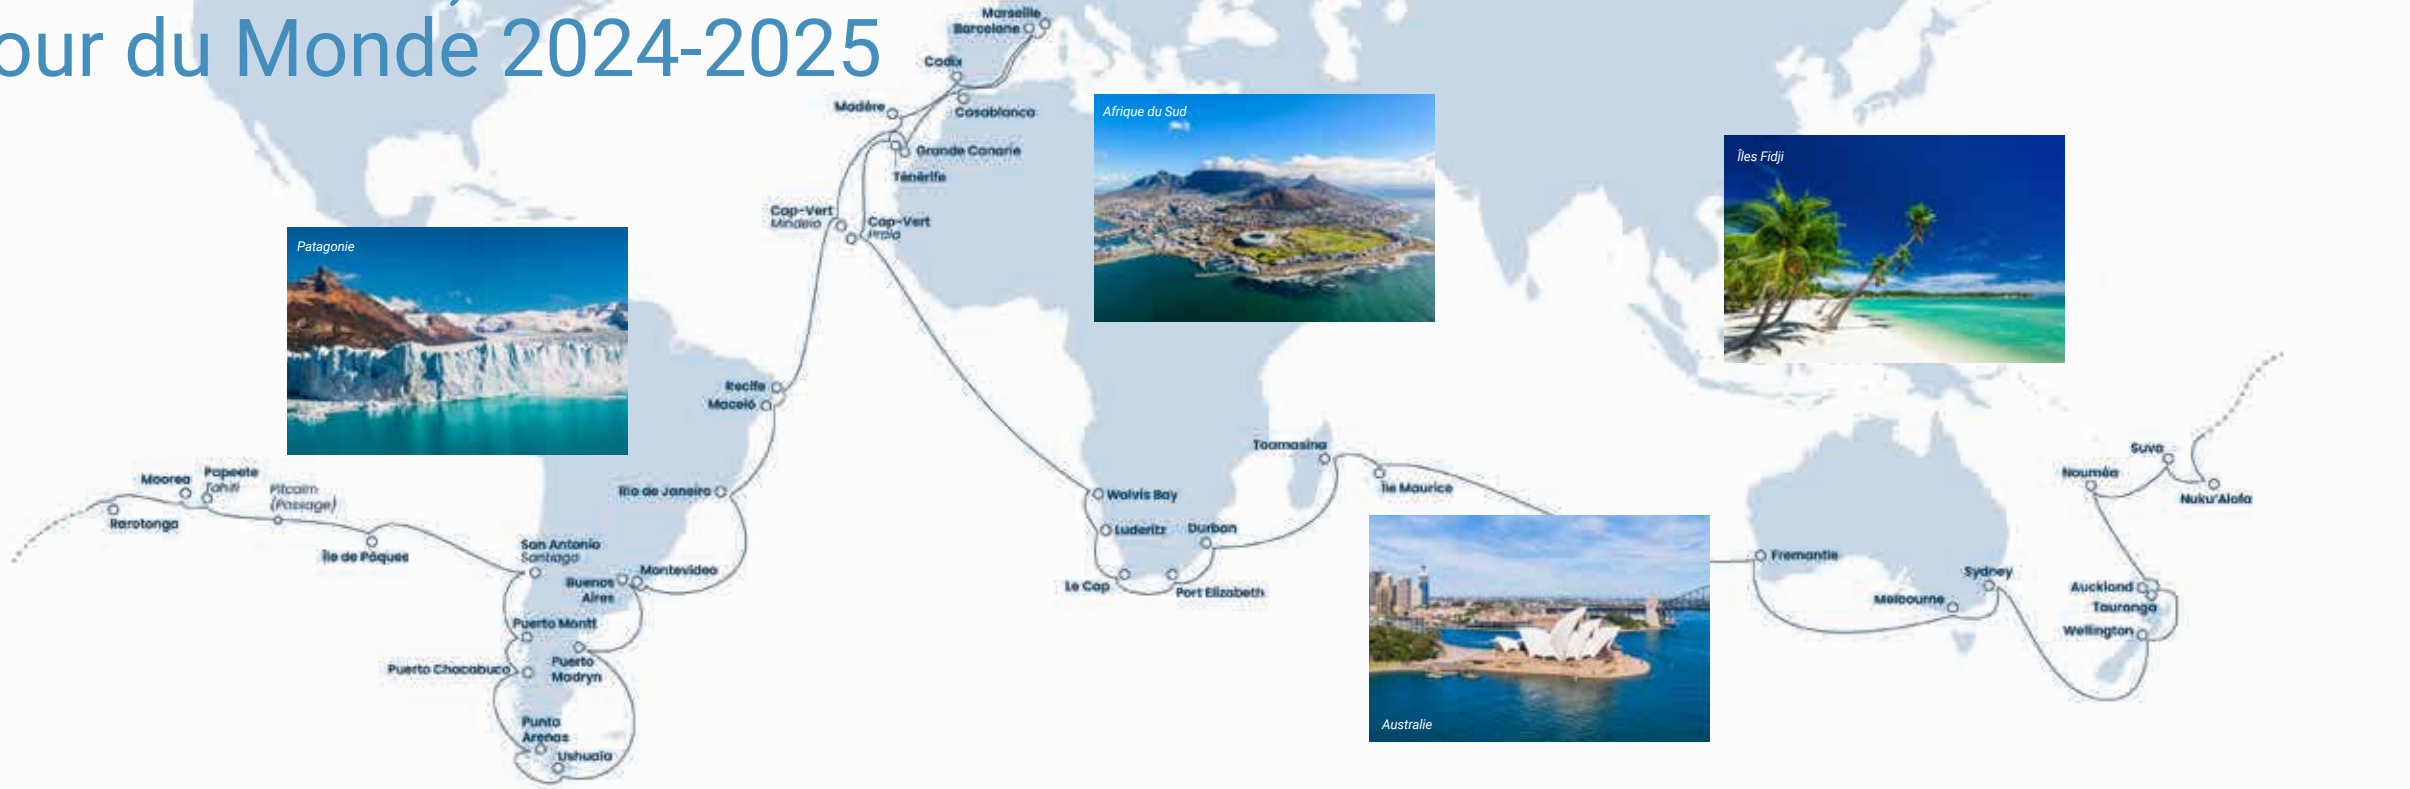 our du Monde 2024-2025
Marseille
Barcelone
Cadix
Madère
Casablanca
Grande Canarie
Ténérife
Cap-Vert
Mindelo
Cap-Vert
Praia
Afrique du Sud
Îles Fidji
Patagonie
Recife
Maceió
Rio de Janeiro
Montevideo
Buenos
Aires
Moorea
Papeete
Tahiti
Pitcairn
(Passage)
Rarotonga
Île de Pâques
San Antonio
Santiago
Puerto Montt
Puerto Chacabuco
Puerto
Madryn
Punta
Arenas
Ushuaïa
Toamasina
Île Maurice
Walvis Bay
Luderitz
Durban
Le Cap
Port Elizabeth
Australie
Fremantle
Sydney
Melbourne
Suva
Nouméa
Nuku'Alofa
Auckland
Tauranga
Wellington